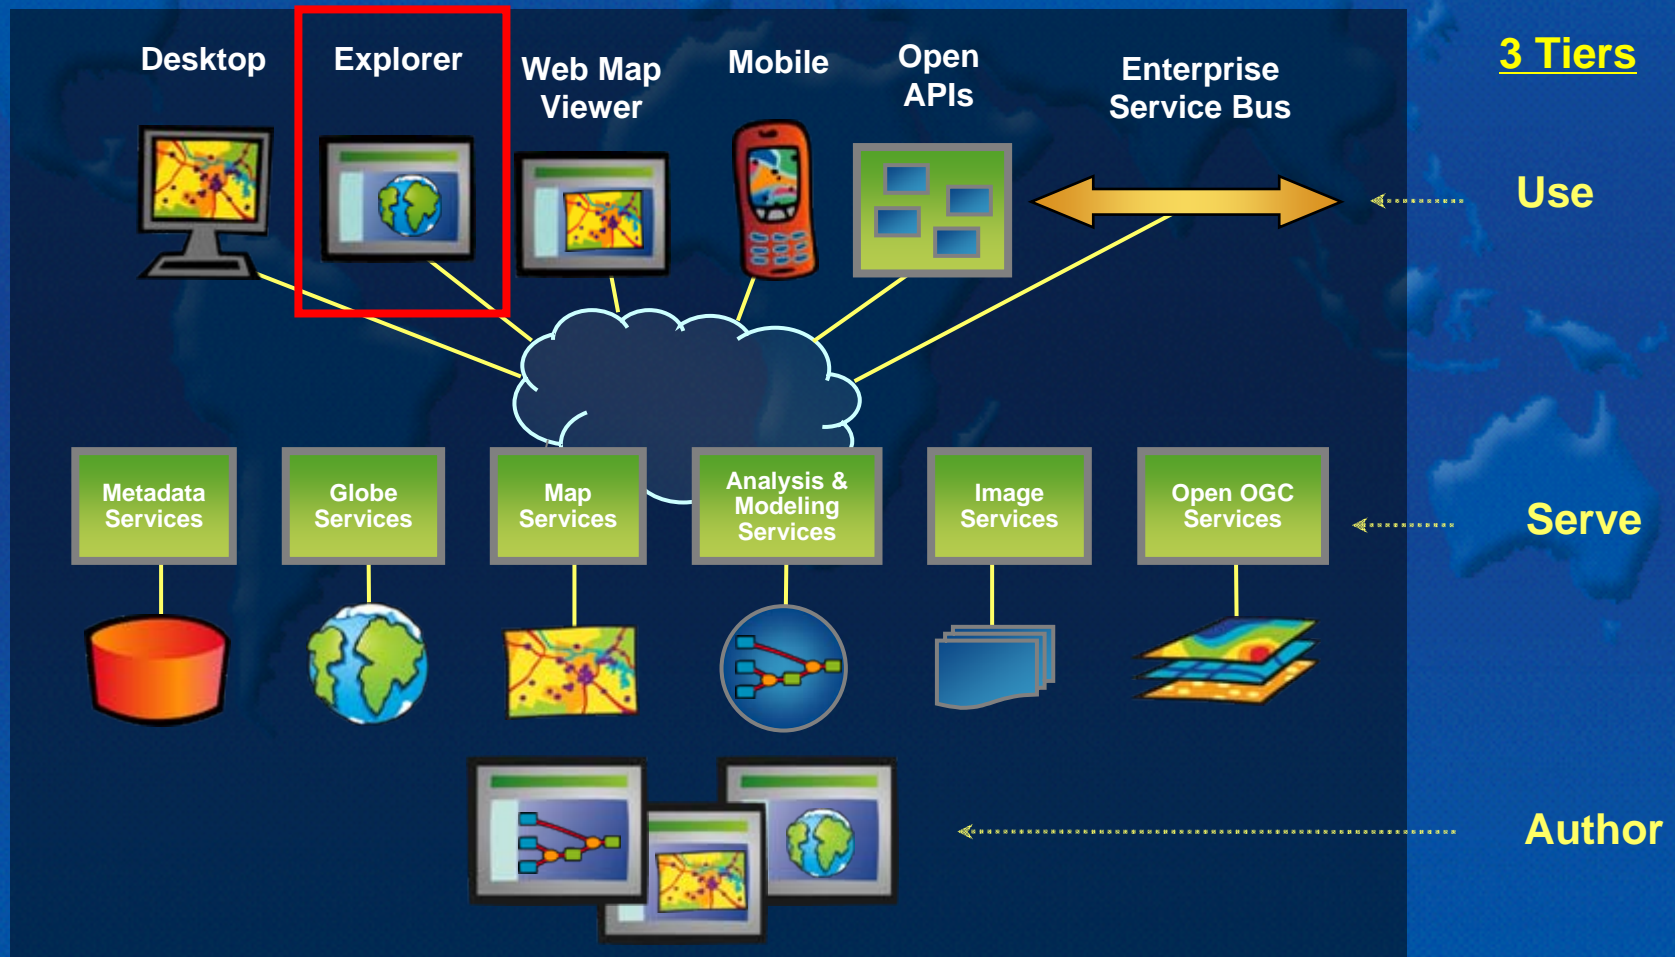 Desktop
Explorer
Web Map
Viewer
Mobile
Open
APIs
Enterprise
Service Bus
3 Tiers
Use
Metadata
Services
Globe
Services
Map
Services
Analysis &
Modeling
Services
Image
Services
Open OGC
Services
Serve
Author